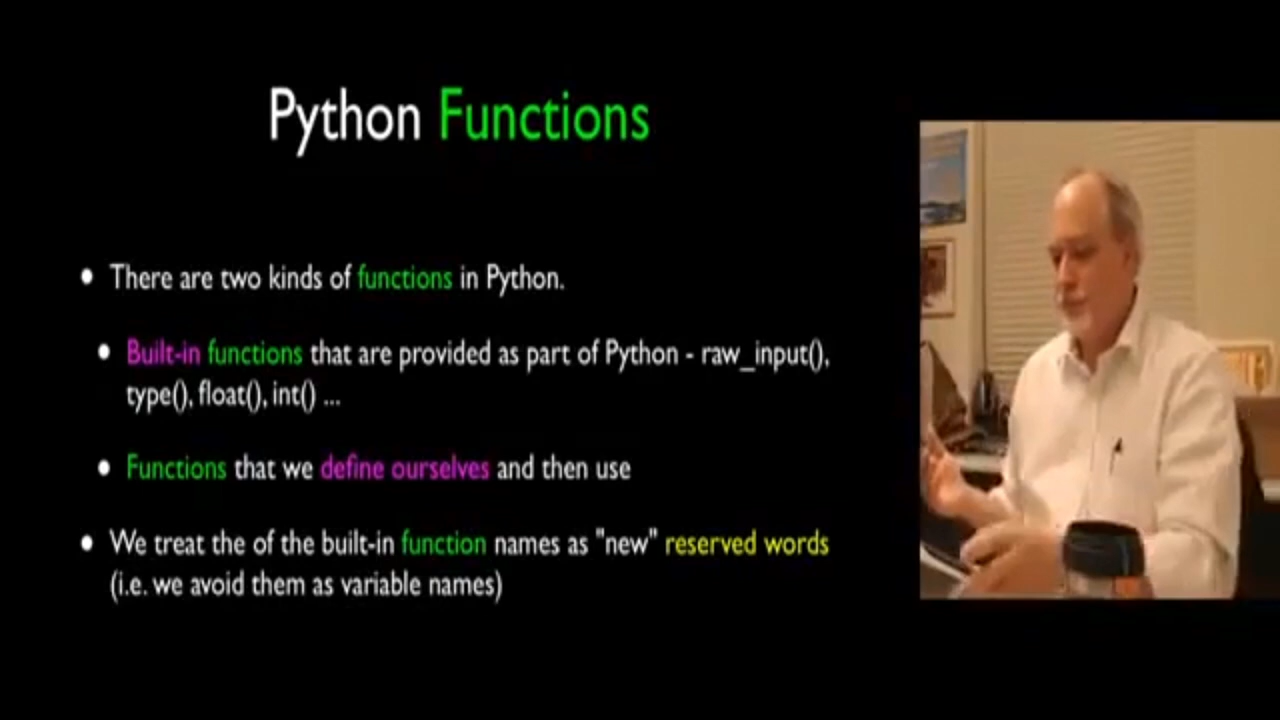 Python Functions
• There are two kinds of functions in Python.
• Built-in functions that are provided as part of Python - raw_input(),
type(), float(), int() ...
• Functions that we define ourselves and then use
• We treat the of the built-in function names as "new" reserved words
(i.e. we avoid them as variable names)